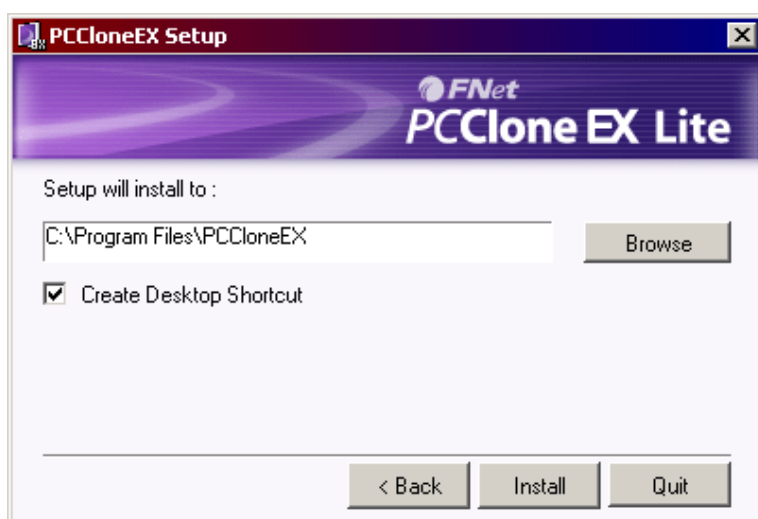 PCCloneEX Setup
FNet
PCClone EX Lite
Setup will install to :
C:\Program Files\PCCloneEX
Browse
Create Desktop Shortcut
< Back
Install
Quit